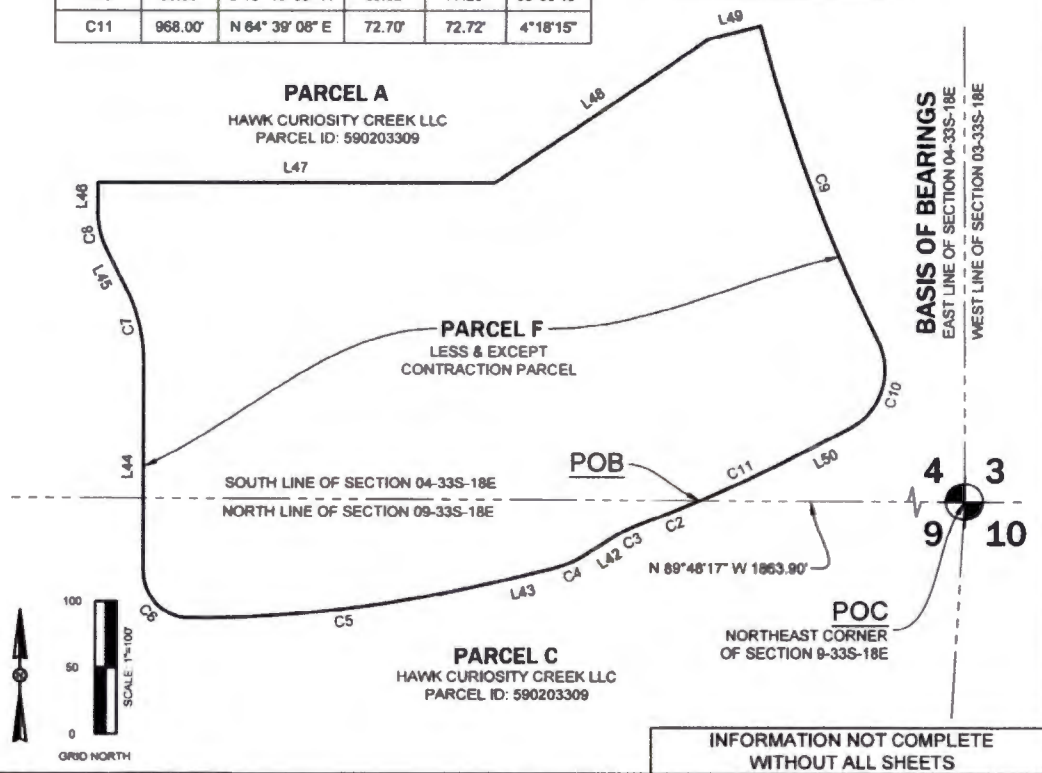 C11 968.00' N 64° 39' 08" E 72.70' 72.72' 4°18'15"
L49
PARCEL A
HAWK CURIOSITY CREEK LLC
PARCEL ID: 590203309
L48
L47
L46
C8
L45
C7
C9
BASIS OF BEARINGS
EAST LINE OF SECTION 04-33S-18E
WEST LINE OF SECTION 03-33S-18E
PARCEL F
LESS & EXCEPT
CONTRACTION PARCEL
C10
L44
POB
C11
L50
SOUTH LINE OF SECTION 04-33S-18E
NORTH LINE OF SECTION 09-33S-18E
4 3
9 10
C2
C3
L42
C4
L43
N 89°48'17" W 1863.90'
C6
C5
POC
NORTHEAST CORNER
OF SECTION 9-33S-18E
100
50
0
SCALE: 1"=100'
GRID NORTH
PARCEL C
HAWK CURIOSITY CREEK LLC
PARCEL ID: 590203309
INFORMATION NOT COMPLETE
WITHOUT ALL SHEETS